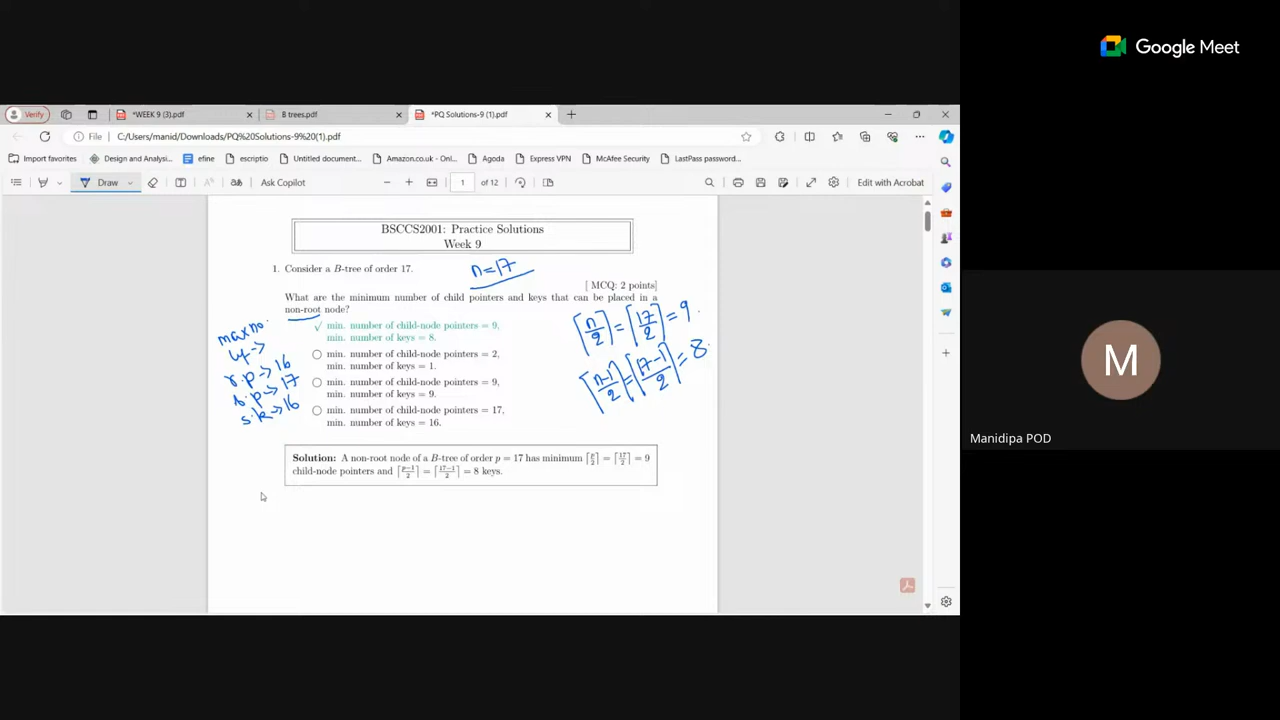 Google Meet
Verify
*WEEK 9 (3).pdf
B trees.pdf
*PQ Solutions-9 (1).pdf
File
C:/Users/manid/Downloads/PQ%20Solutions-9%20(1).pdf
Import favorites
Design and Analysi...
efine
escriptio
Untitled document...
Amazon.co.uk - Onl...
Agoda
Express VPN
McAfee Security
LastPass password...
Draw
Ask Copilot
1 of 12
Edit with Acrobat
BSCCS2001: Practice Solutions
Week 9
1. Consider a B-tree of order 17.
n=17
[ MCQ: 2 points]
What are the minimum number of child pointers and keys that can be placed in a
non-root node?
✓ min. number of child-node pointers = 9,
min. number of keys = 8.
min. number of child-node pointers = 2,
min. number of keys = 1.
min. number of child-node pointers = 9,
min. number of keys = 9.
min. number of child-node pointers = 17,
min. number of keys = 16.
max no.
r.p → 16
b.p → 17
s.k → 16
⌈n/2⌉ = ⌈17/2⌉ = 9.
⌈n-1/2⌉ = ⌈17-1/2⌉ = 8.
Solution: A non-root node of a B-tree of order p = 17 has minimum ⌈p/2⌉ = ⌈17/2⌉ = 9
child-node pointers and ⌈p−1/2⌉ = ⌈17−1/2⌉ = 8 keys.
M
Manidipa POD